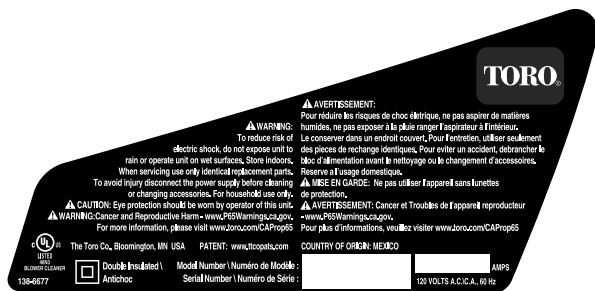 TORO®
⚠ WARNING:
To reduce risk of
electric shock, do not expose unit to
rain or operate unit on wet surfaces. Store indoors.
When servicing use only identical replacement parts.
To avoid injury disconnect the power supply before cleaning
or changing accessories. For household use only.
⚠ CAUTION: Eye protection should be worn by operator of this unit.
⚠ WARNING:Cancer and Reproductive Harm- www.P65Warnings.ca.gov.
For more information, please visit www.toro.com/CAProp65
⚠ AVERTISSEMENT:
Pour réduire les risques de choc életrique, ne pas aspirer de matières
humides, ne pas exposer à la pluie ranger l'aspirateur à l'intérieur.
Le conserver dans un endroit couvert. Pour l'entretien, utiliser seulement
des pieces de rechange identiques. Pour eviter un accident, debrancher le
bloc d'alimentation avant le nettoyage ou le changement d'accessoires.
Reserve a l'usage domestique.
⚠ MISE EN GARDE: Ne pas utiliser l'appareil sans lunetes
de protection.
⚠ AVERTISSEMENT: Cancer et Troubles de l'appareil reproducteur
- www.P65Warnings.ca.gov.
Pour plus d'informations, veuillez visiter www.toro.com/CAProp65
c UL US
LISTED
46N3
BLOWER CLEANER
138-6677
The Toro Co., Bloomington, MN USA PATENT: www.ttcopats.com COUNTRY OF ORIGIN: MEXICO
Double Insulated \
Antichoc
Model Number \ Numéro de Modèle :
Serial Number \ Numéro de Série :
AMPS
120 VOLTS A.C.\C.A., 60 Hz